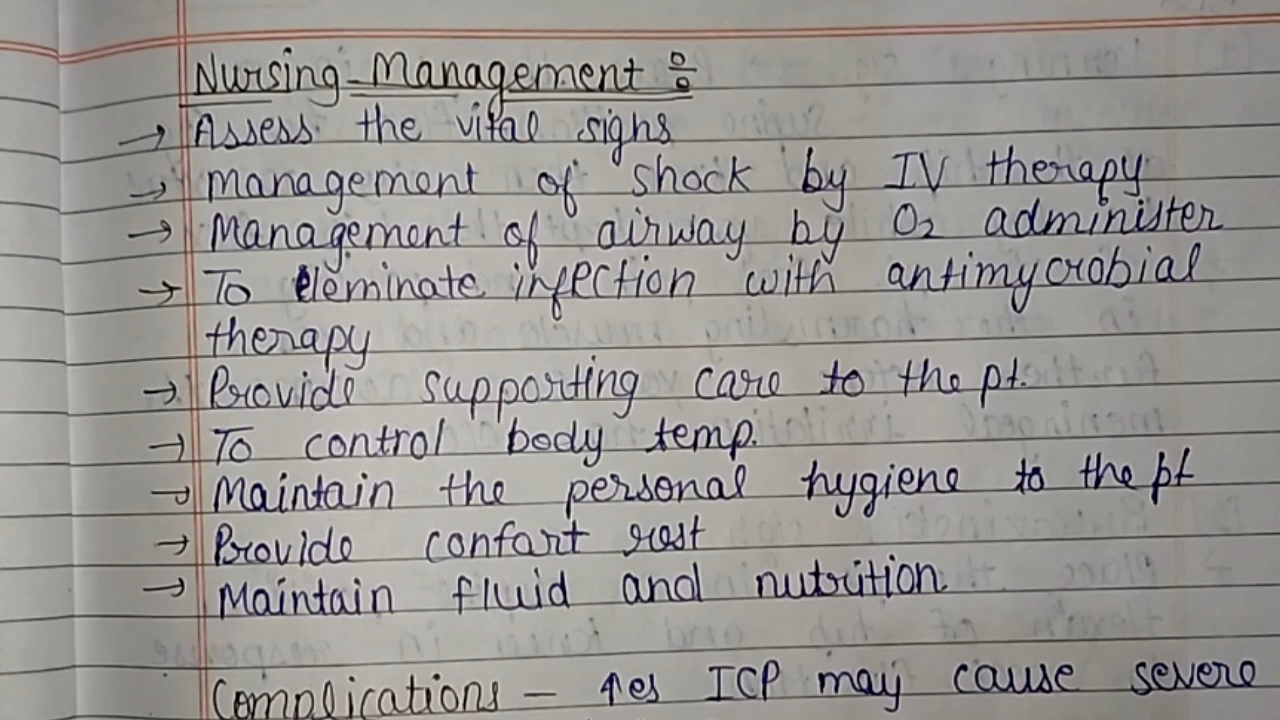 Nursing Management :
→ Assess the vital signs
→ Management of shock by IV therapy
→ Management of airway by O₂ administer
→ To eleminate infection with antimycrobial
therapy
→ Provide supporting care to the pt.
→ To control body temp.
→ Maintain the personal hygiene to the pt
→ Provide confart rest
→ Maintain fluid and nutrition.
Complications – ↑es ICP may cause severe